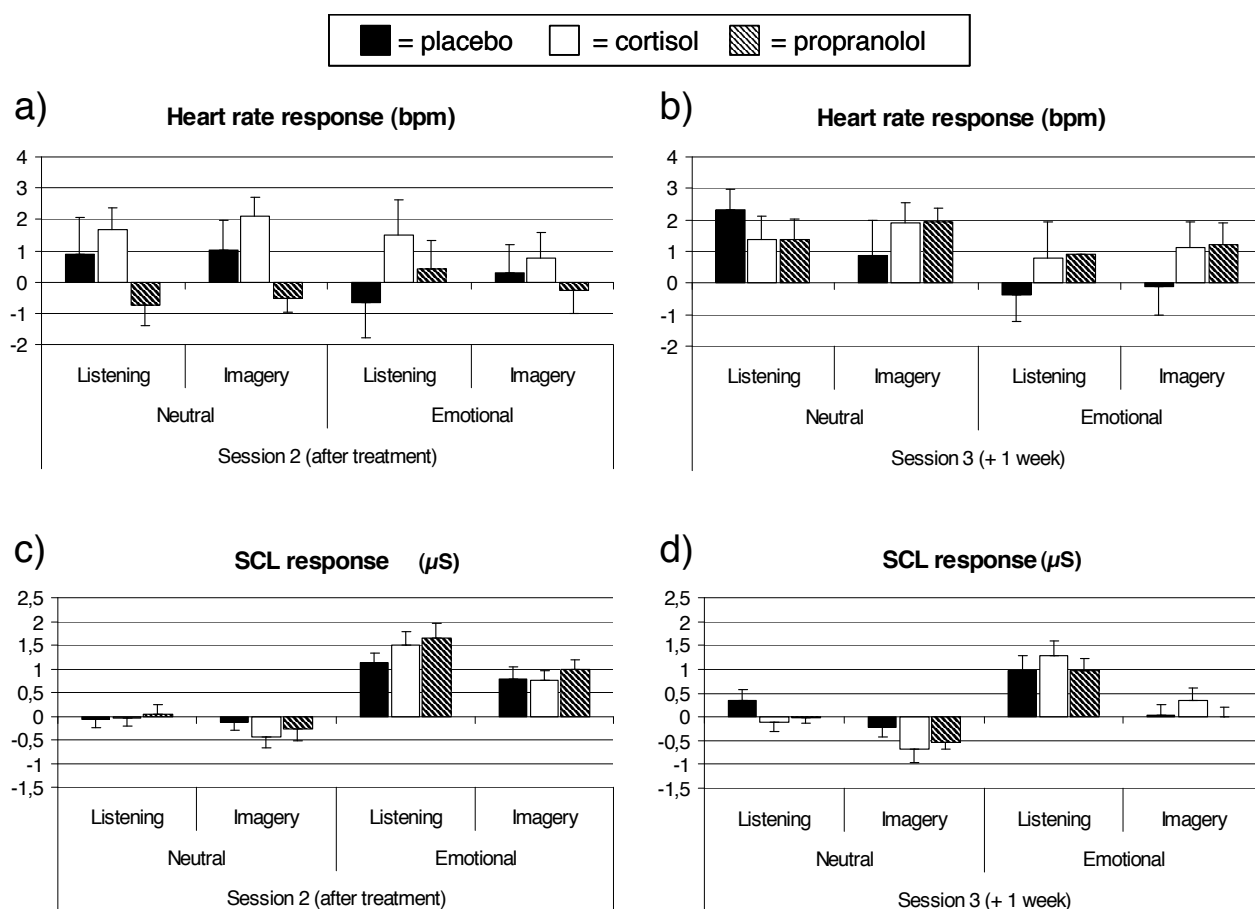 = placebo = cortisol = propranolol
a)
Heart rate response (bpm)
4
3
2
1
0
-1
-2
Listening Imagery Listening Imagery
Neutral Emotional
Session 2 (after treatment)
b)
Heart rate response (bpm)
4
3
2
1
0
-1
-2
Listening Imagery Listening Imagery
Neutral Emotional
Session 3 (+ 1 week)
c)
SCL response (µS)
2,5
2
1,5
1
0,5
0
-0,5
-1
-1,5
Listening Imagery Listening Imagery
Neutral Emotional
Session 2 (after treatment)
d)
SCL response (µS)
2,5
2
1,5
1
0,5
0
-0,5
-1
-1,5
Listening Imagery Listening Imagery
Neutral Emotional
Session 3 (+ 1 week)